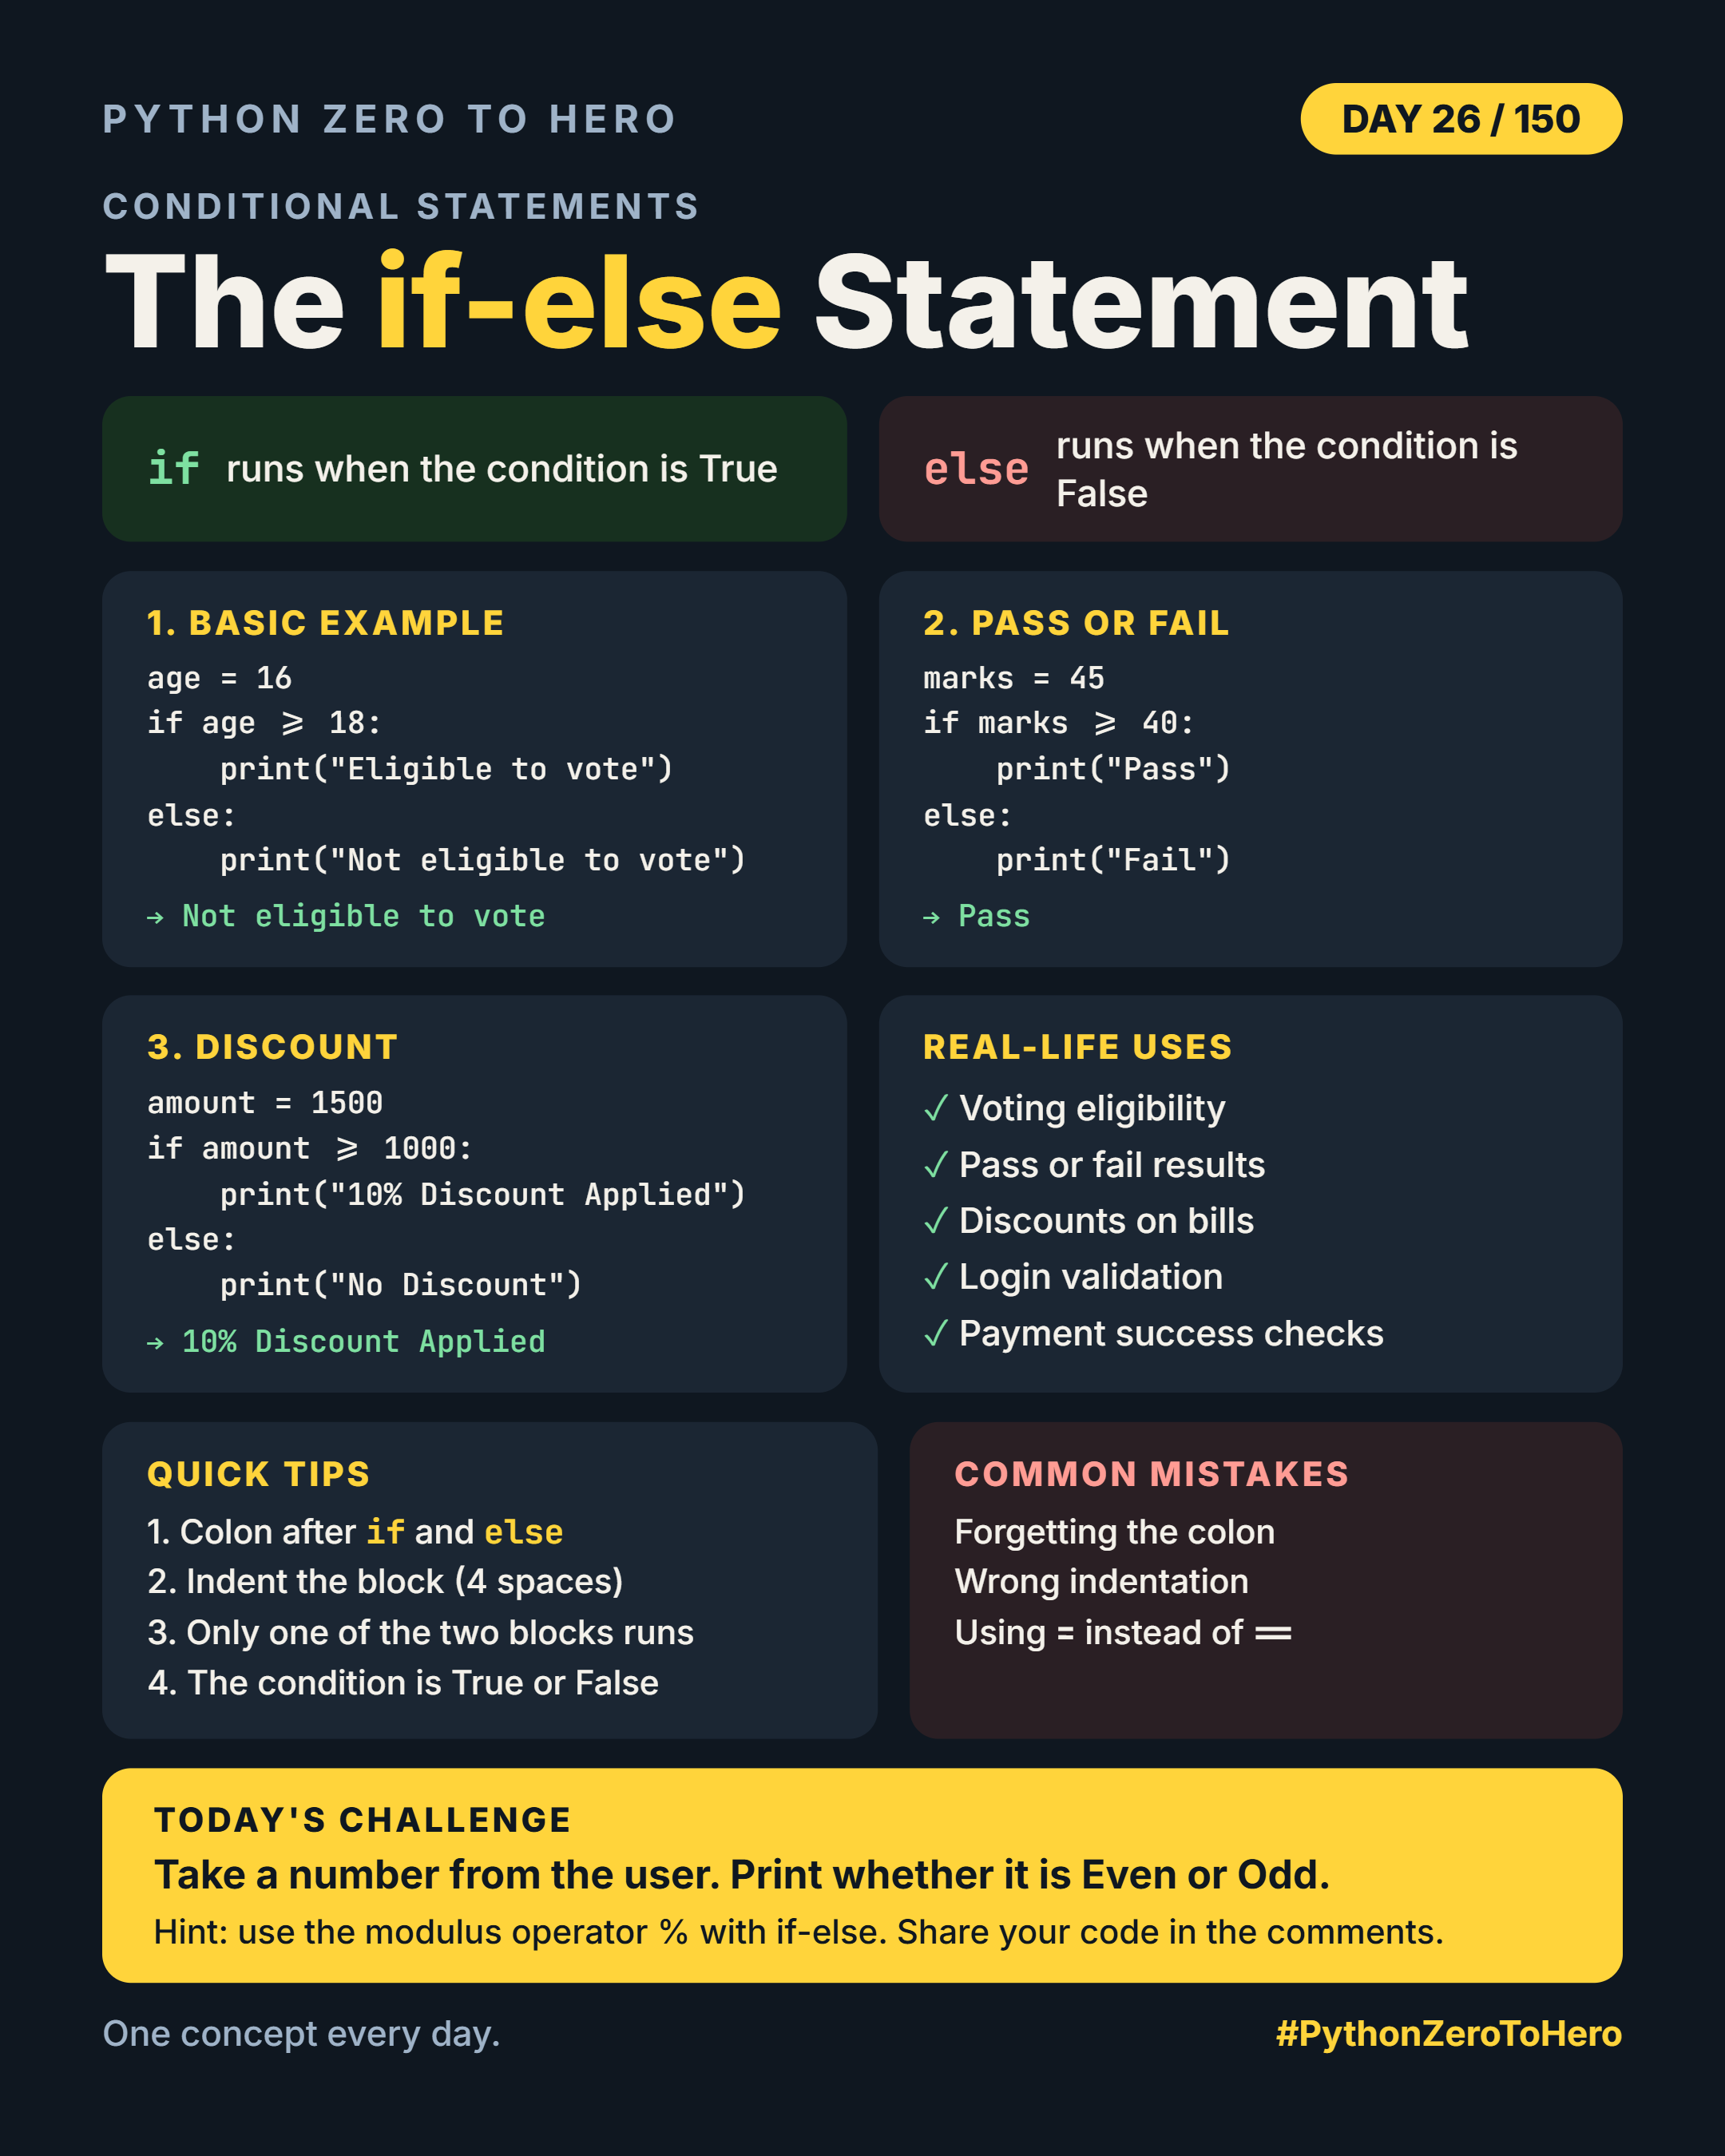 PYTHON ZERO TO HERO
DAY 26 / 150
CONDITIONAL STATEMENTS
The if-else Statement
if runs when the condition is True
else runs when the condition is
False
1. BASIC EXAMPLE
age = 16
if age >= 18:
    print("Eligible to vote")
else:
    print("Not eligible to vote")
→ Not eligible to vote
2. PASS OR FAIL
marks = 45
if marks >= 40:
    print("Pass")
else:
    print("Fail")
→ Pass
3. DISCOUNT
amount = 1500
if amount >= 1000:
    print("10% Discount Applied")
else:
    print("No Discount")
→ 10% Discount Applied
REAL-LIFE USES
✓ Voting eligibility
✓ Pass or fail results
✓ Discounts on bills
✓ Login validation
✓ Payment success checks
QUICK TIPS
1. Colon after if and else
2. Indent the block (4 spaces)
3. Only one of the two blocks runs
4. The condition is True or False
COMMON MISTAKES
Forgetting the colon
Wrong indentation
Using = instead of ==
TODAY'S CHALLENGE
Take a number from the user. Print whether it is Even or Odd.
Hint: use the modulus operator % with if-else. Share your code in the comments.
One concept every day.
#PythonZeroToHero